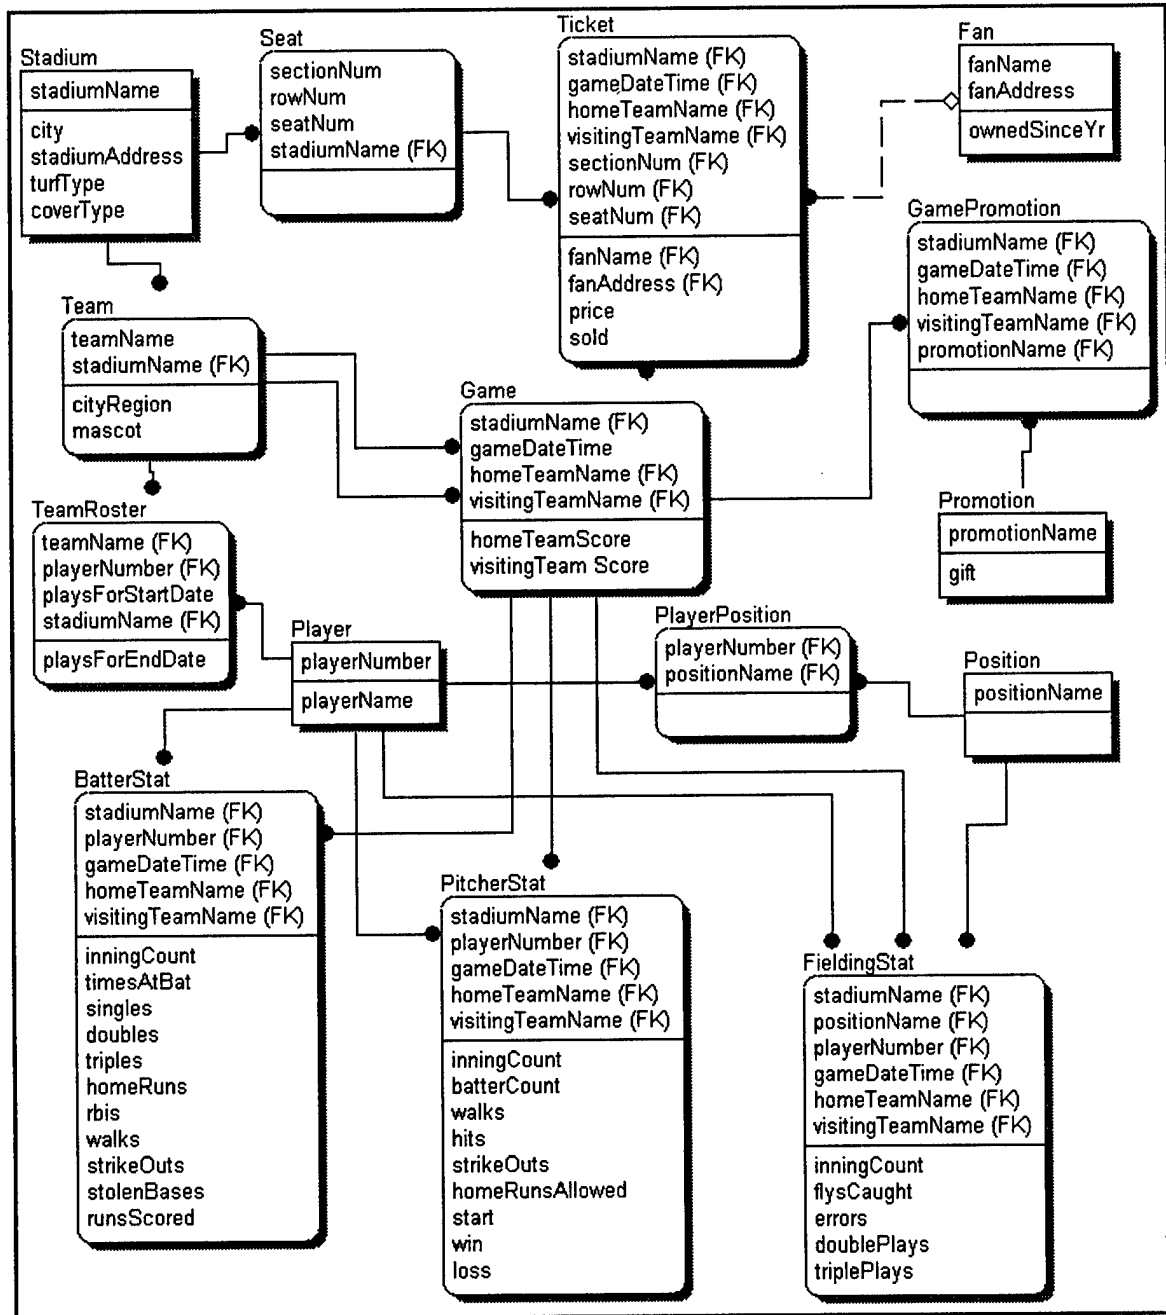 Stadium
stadiumName
city
stadiumAddress
turfType
coverType
Seat
sectionNum
rowNum
seatNum
stadiumName (FK)
Ticket
stadiumName (FK)
gameDateTime (FK)
homeTeamName (FK)
visitingTeamName (FK)
sectionNum (FK)
rowNum (FK)
seatNum (FK)
fanName (FK)
fanAddress (FK)
price
sold
Fan
fanName
fanAddress
ownedSinceYr
GamePromotion
stadiumName (FK)
gameDateTime (FK)
homeTeamName (FK)
visitingTeamName (FK)
promotionName (FK)
Team
teamName
stadiumName (FK)
cityRegion
mascot
Game
stadiumName (FK)
gameDateTime
homeTeamName (FK)
visitingTeamName (FK)
homeTeamScore
visitingTeam Score
Promotion
promotionName
gift
TeamRoster
teamName (FK)
playerNumber (FK)
playsForStartDate
stadiumName (FK)
playsForEndDate
Player
playerNumber
playerName
PlayerPosition
playerNumber (FK)
positionName (FK)
Position
positionName
BatterStat
stadiumName (FK)
playerNumber (FK)
gameDateTime (FK)
homeTeamName (FK)
visitingTeamName (FK)
inningCount
timesAtBat
singles
doubles
triples
homeRuns
rbis
walks
strikeOuts
stolenBases
runsScored
PitcherStat
stadiumName (FK)
playerNumber (FK)
gameDateTime (FK)
homeTeamName (FK)
visitingTeamName (FK)
inningCount
batterCount
walks
hits
strikeOuts
homeRunsAllowed
start
win
loss
FieldingStat
stadiumName (FK)
positionName (FK)
playerNumber (FK)
gameDateTime (FK)
homeTeamName (FK)
visitingTeamName (FK)
inningCount
flysCaught
errors
doublePlays
triplePlays